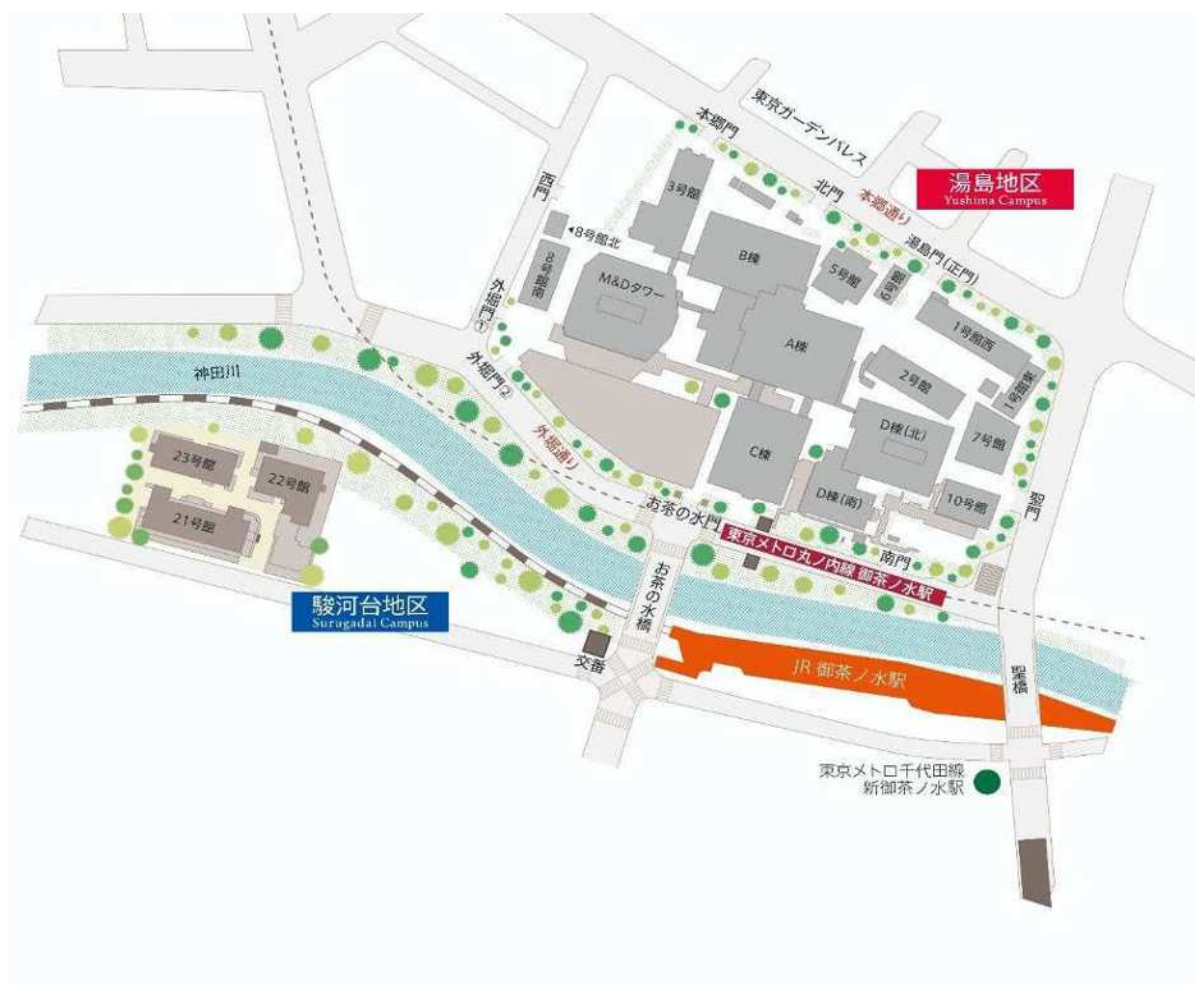 東京ガーデンパレス
本郷門
湯島地区
Yushima Campus
北門
本郷通り
西門
3号館
湯島門(正門)
◀8号館北
B棟
5号館
6号館
8号館南
M&Dタワー
外堀門①
1号館西
A棟
2号館
1号館東
神田川
外堀門②
D棟(北)
7号館
外堀通り
C棟
23号館
22号館
D棟(南)
10号館
聖門
21号館
お茶の水門
東京メトロ丸ノ内線 御茶ノ水駅
南門
駿河台地区
Surugadai Campus
お茶の水橋
交番
JR 御茶ノ水駅
聖橋
東京メトロ千代田線
新御茶ノ水駅